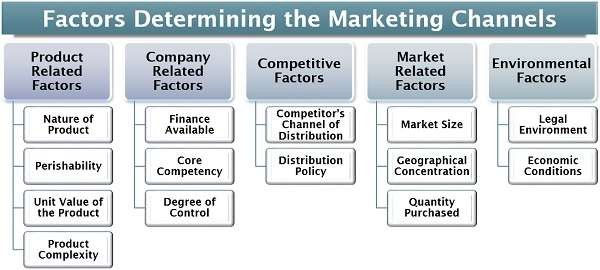 Factors Determining the Marketing Channels
Product
Related
Factors
Nature of
Product
Perishability
Unit Value of
the Product
Product
Complexity
Company
Related
Factors
Finance
Available
Core
Competency
Degree of
Control
Competitive
Factors
Competitor's
Channel of
Distribution
Distribution
Policy
Market
Related
Factors
Market Size
Geographical
Concentration
Quantity
Purchased
Environmental
Factors
Legal
Environment
Economic
Conditions